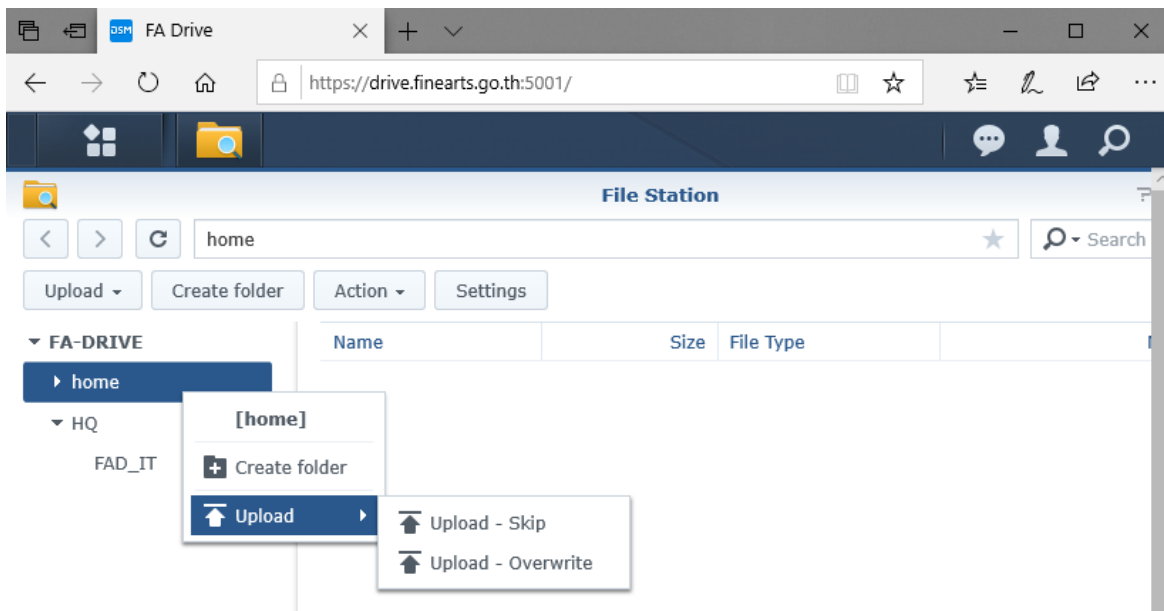 DSM FA Drive
https://drive.finearts.go.th:5001/
File Station
home
Search
Upload
Create folder
Action
Settings
FA-DRIVE
Name
Size
File Type
home
[home]
HQ
FAD_IT
Create folder
Upload
Upload - Skip
Upload - Overwrite